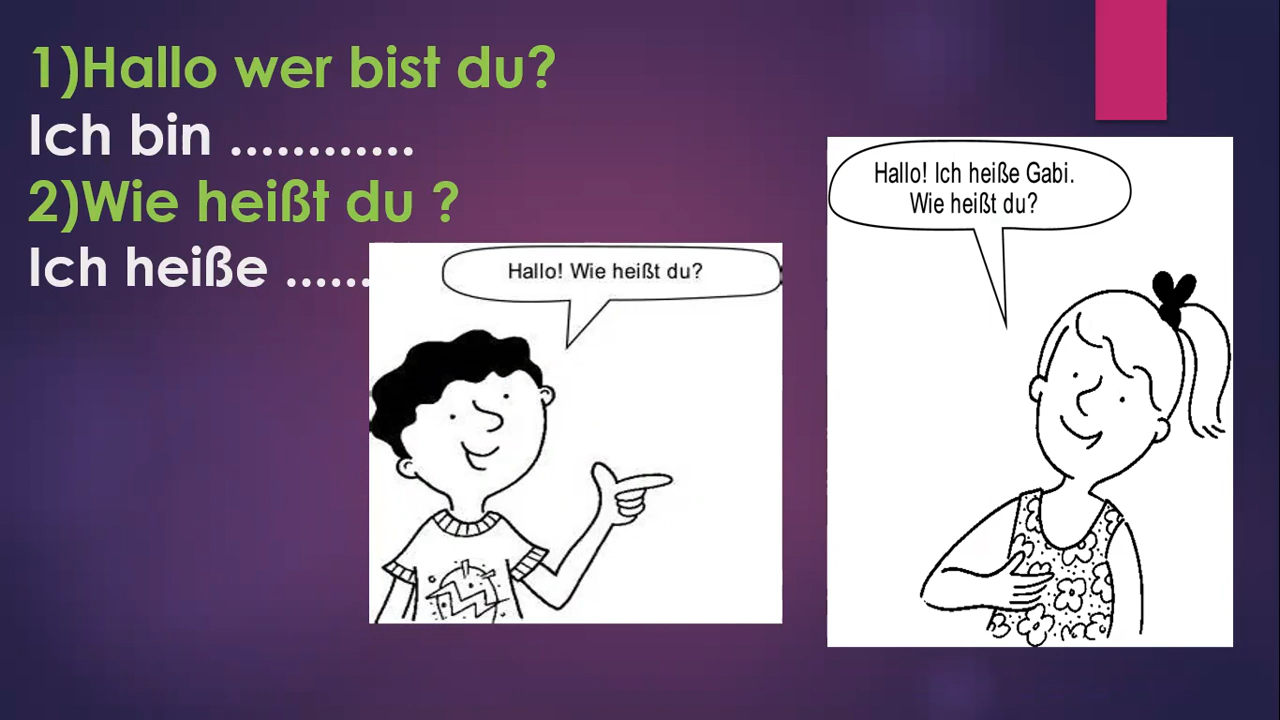 1)Hallo wer bist du?
Ich bin ............
2)Wie heißt du ?
Ich heiße ......
Hallo! Wie heißt du?
Hallo! Ich heiße Gabi.
Wie heißt du?